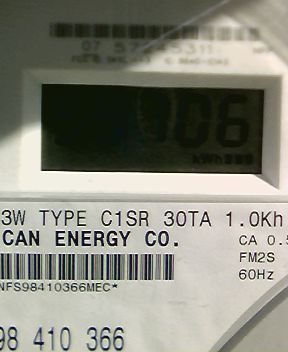 106
kWh
3W TYPE C1SR 30TA 1.0Kh
CAN ENERGY CO.
CA 0.5
FM2S
60Hz
NFS98410366MEC*
98 410 366